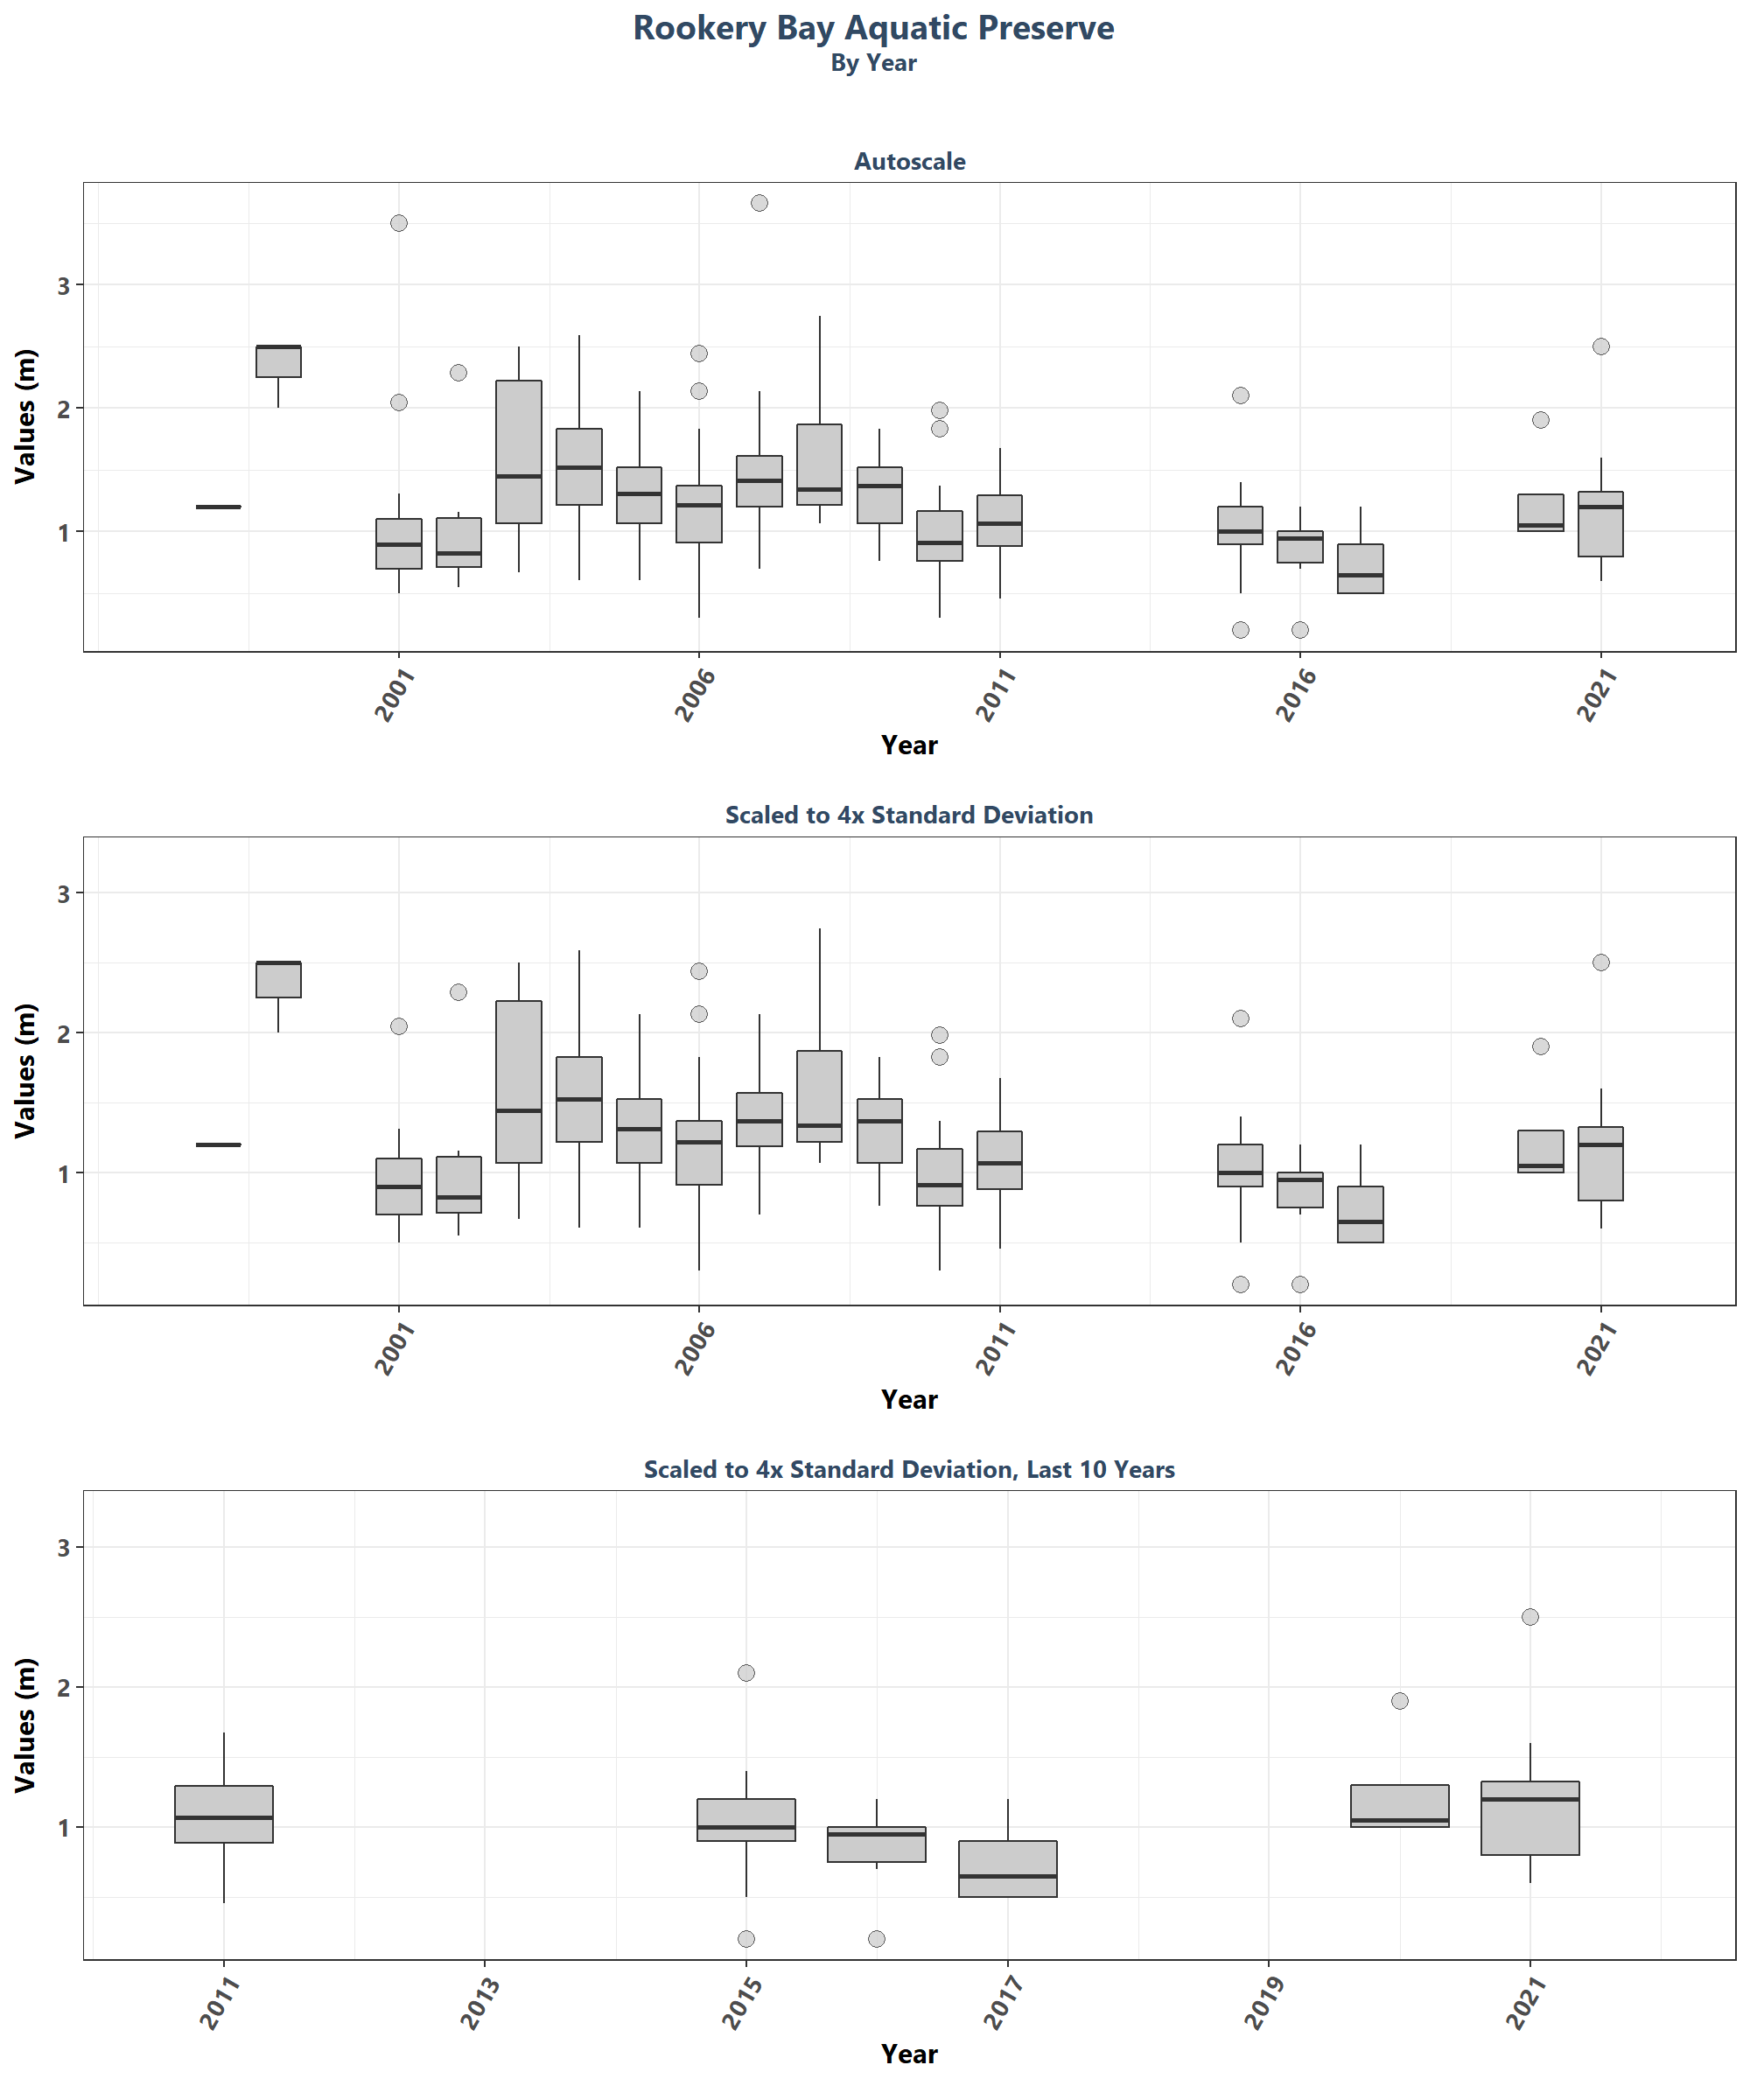 Rookery Bay Aquatic Preserve
By Year
Autoscale
Values (m)
3
2
1
2001 2006 2011 2016 2021
Year
Scaled to 4x Standard Deviation
Values (m)
3
2
1
2001 2006 2011 2016 2021
Year
Scaled to 4x Standard Deviation, Last 10 Years
Values (m)
3
2
1
2011 2013 2015 2017 2019 2021
Year